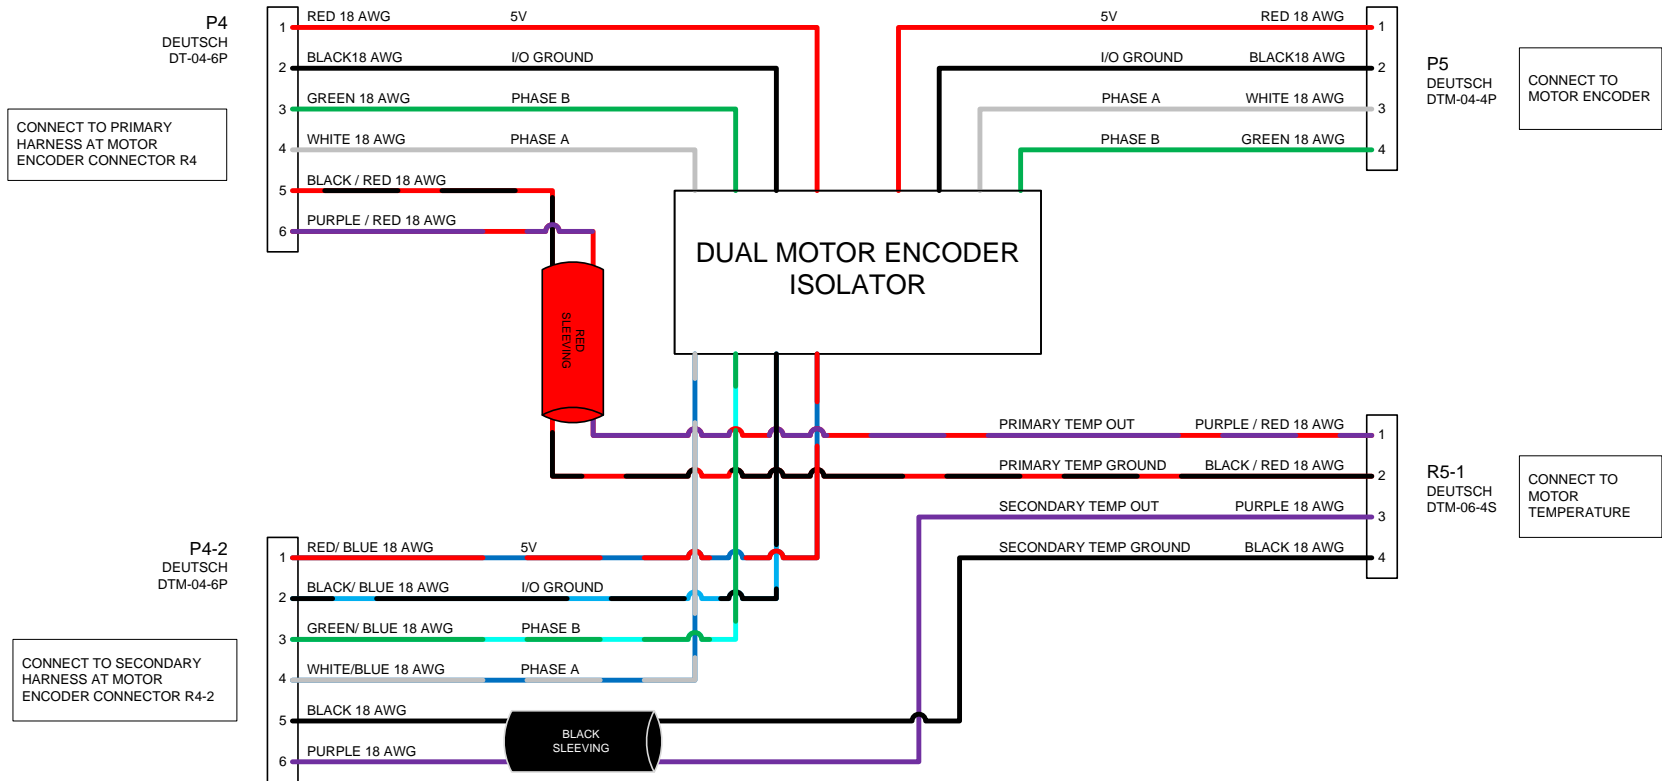 P4
DEUTSCH
DT-04-6P
CONNECT TO PRIMARY
HARNESS AT MOTOR
ENCODER CONNECTOR R4
1 RED 18 AWG 5V
2 BLACK18 AWG I/O GROUND
3 GREEN 18 AWG PHASE B
4 WHITE 18 AWG PHASE A
5 BLACK / RED 18 AWG
6 PURPLE / RED 18 AWG
5V RED 18 AWG 1
I/O GROUND BLACK18 AWG 2
PHASE A WHITE 18 AWG 3
PHASE B GREEN 18 AWG 4
P5
DEUTSCH
DTM-04-4P
CONNECT TO
MOTOR ENCODER
DUAL MOTOR ENCODER
ISOLATOR
RED
SLEEVING
PRIMARY TEMP OUT PURPLE / RED 18 AWG 1
PRIMARY TEMP GROUND BLACK / RED 18 AWG 2
SECONDARY TEMP OUT PURPLE 18 AWG 3
SECONDARY TEMP GROUND BLACK 18 AWG 4
R5-1
DEUTSCH
DTM-06-4S
CONNECT TO
MOTOR
TEMPERATURE
P4-2
DEUTSCH
DTM-04-6P
CONNECT TO SECONDARY
HARNESS AT MOTOR
ENCODER CONNECTOR R4-2
1 RED/ BLUE 18 AWG 5V
2 BLACK/ BLUE 18 AWG I/O GROUND
3 GREEN/ BLUE 18 AWG PHASE B
4 WHITE/BLUE 18 AWG PHASE A
5 BLACK 18 AWG
6 PURPLE 18 AWG
BLACK
SLEEVING